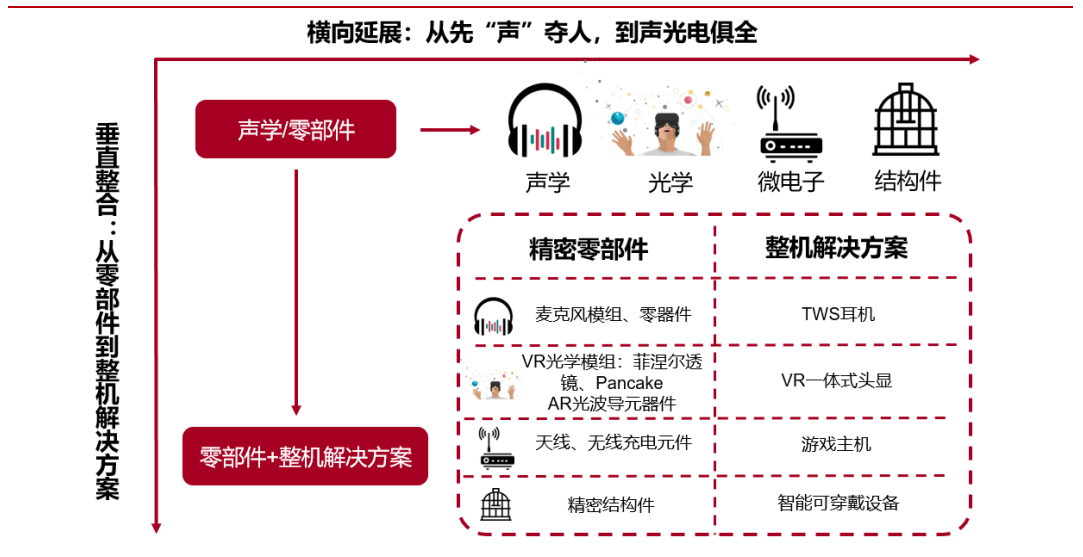 横向延展：从先“声”夺人，到声光电俱全
垂直整合：从零部件到整机解决方案
声学/零部件
声学
光学
微电子
结构件
零部件+整机解决方案
精密零部件
整机解决方案
麦克风模组、零器件
TWS耳机
VR光学模组：菲涅尔透
镜、Pancake
AR光波导元器件
VR一体式头显
天线、无线充电元件
游戏主机
精密结构件
智能可穿戴设备